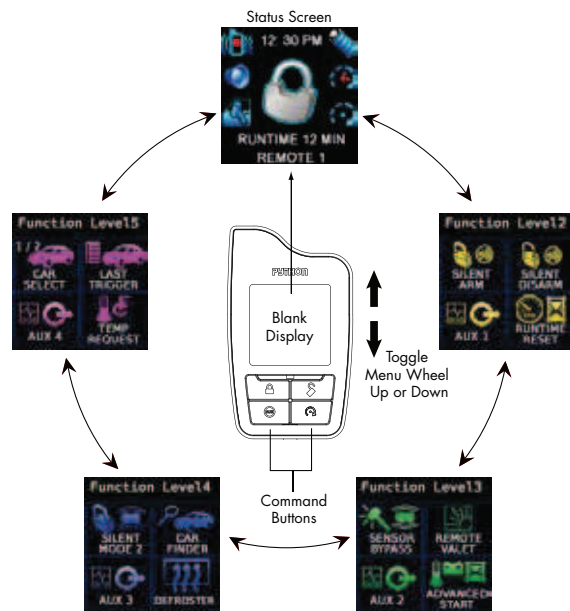 Status Screen
12: 30 PM
RUNTIME 12 MIN
REMOTE 1
Function Level5
1/2
CAR SELECT
LAST TRIGGER
AUX 4
TEMP REQUEST
Function Level2
SILENT ARM
SILENT DISARM
AUX 1
RUNTIME RESET
PYTHON
Blank
Display
AUX
Toggle
Menu Wheel
Up or Down
Command
Buttons
Function Level4
SILENT MODE 2
CAR FINDER
AUX 3
DEFROSTER
Function Level3
SENSOR BYPASS
REMOTE VALET
AUX 2
ADVANCED START